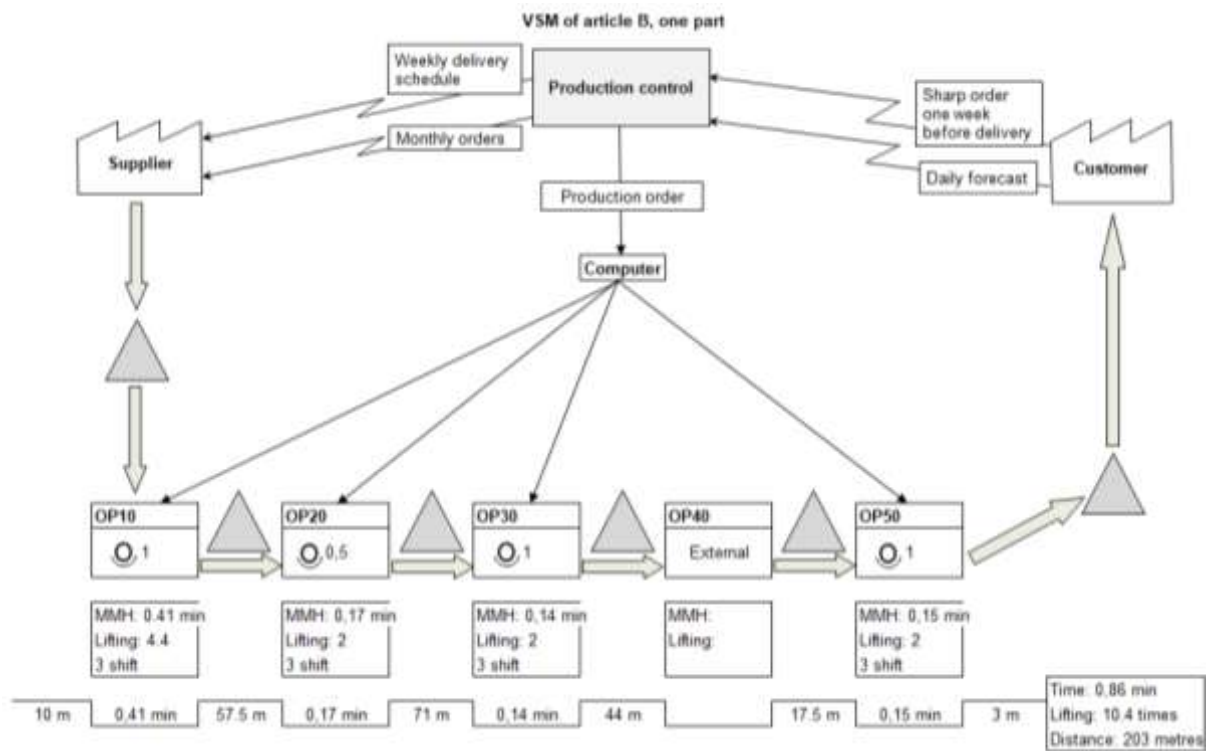 VSM of article B, one part
Weekly delivery
schedule
Production control
Sharp order
one week
before delivery
Monthly orders
Supplier
Customer
Daily forecast
Production order
Computer
OP10
1
OP20
0,5
OP30
1
OP40
External
OP50
1
MMH: 0.41 min
Lifting: 4.4
3 shift
MMH: 0,17 min
Lifting: 2
3 shift
MMH: 0,14 min
Lifting: 2
3 shift
MMH:
Lifting:
MMH: 0,15 min
Lifting: 2
3 shift
10 m
0,41 min
57.5 m
0,17 min
71 m
0,14 min
44 m
17.5 m
0,15 min
3 m
Time: 0,86 min
Lifting: 10.4 times
Distance: 203 metres